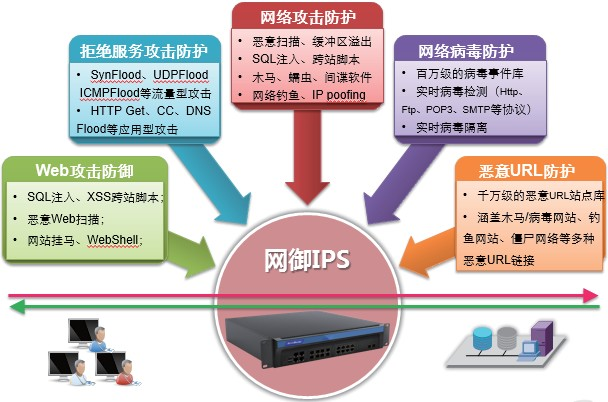 网络攻击防护
• 恶意扫描、缓冲区溢出
• SQL注入、跨站脚本
• 木马、蠕虫、间谍软件
• 网络钓鱼、IP poofing
拒绝服务攻击防护
• SynFlood、UDPFlood
ICMPFlood等流量型攻击
• HTTP Get、CC、DNS
Flood等应用型攻击
网络病毒防护
• 百万级的病毒事件库
• 实时病毒检测（Http、
Ftp、POP3、SMTP等协议）
• 实时病毒隔离
Web攻击防御
• SQL注入、XSS跨站脚本；
• 恶意Web扫描；
• 网站挂马、WebShell；
恶意URL防护
• 千万级的恶意URL站点库
• 涵盖木马/病毒网站、钓
鱼网站、僵尸网络等多种
恶意URL链接
网御IPS